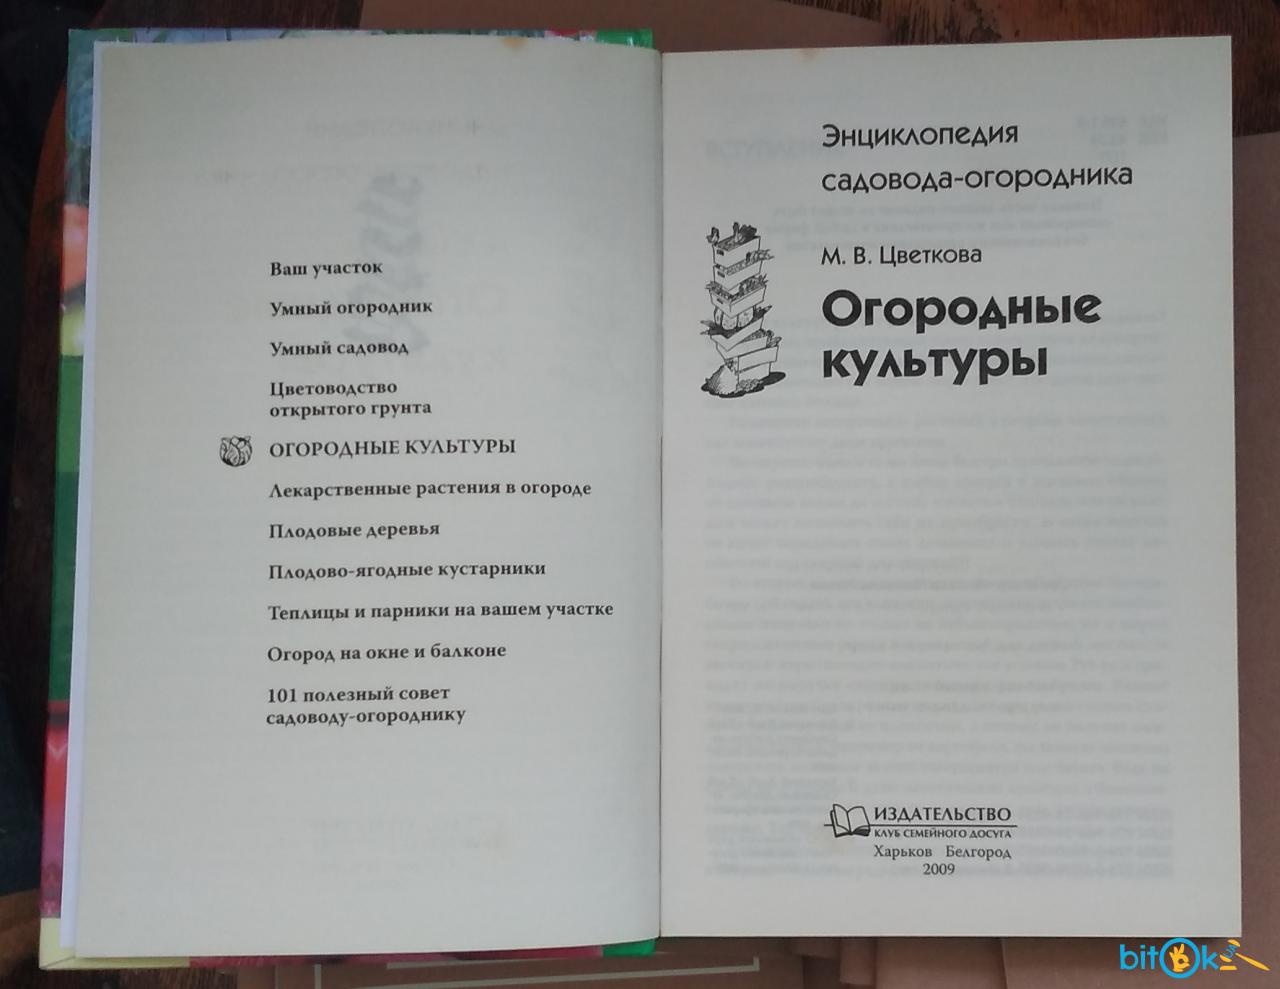 Ваш участок
Умный огородник
Умный садовод
Цветоводство
открытого грунта
ОГОРОДНЫЕ КУЛЬТУРЫ
Лекарственные растения в огороде
Плодовые деревья
Плодово-ягодные кустарники
Теплицы и парники на вашем участке
Огород на окне и балконе
101 полезный совет
садоводу-огороднику
Энциклопедия
садовода-огородника
М. В. Цветкова
Огородные
культуры
ИЗДАТЕЛЬСТВО
КЛУБ СЕМЕЙНОГО ДОСУГА
Харьков Белгород
2009
bitOk